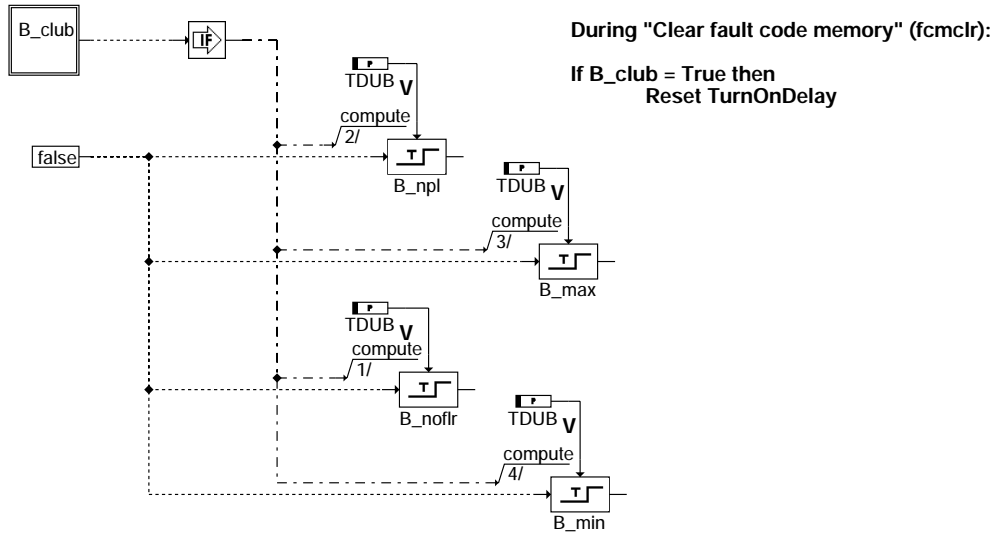 B_club
IF
During "Clear fault code memory" (fcmclr):
If B_club = True then
Reset TurnOnDelay
P
TDUB V
compute
2/
T
B_npl
false
P
TDUB V
compute
3/
T
B_max
P
TDUB V
compute
1/
T
B_noflr
P
TDUB V
compute
4/
T
B_min